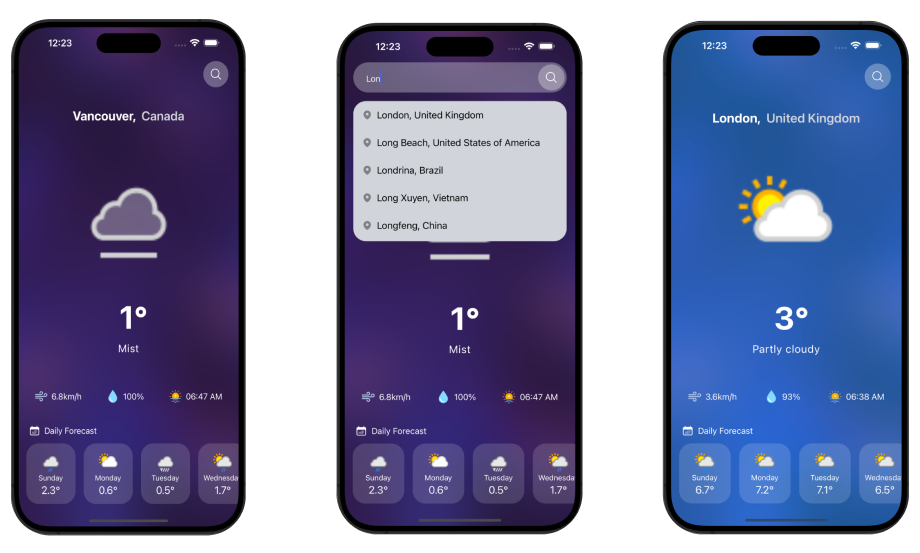 12:23
Vancouver, Canada
1°
Mist
6.8km/h 100% 06:47 AM
Daily Forecast
Sunday Monday Tuesday Wednesda
2.3° 0.6° 0.5° 1.7°
12:23
Lon
London, United Kingdom
Long Beach, United States of America
Londrina, Brazil
Long Xuyen, Vietnam
Longfeng, China
1°
Mist
6.8km/h 100% 06:47 AM
Daily Forecast
Sunday Monday Tuesday Wednesda
2.3° 0.6° 0.5° 1.7°
12:23
London, United Kingdom
3°
Partly cloudy
3.6km/h 93% 06:38 AM
Daily Forecast
Sunday Monday Tuesday Wednesda
6.7° 7.2° 7.1° 6.5°